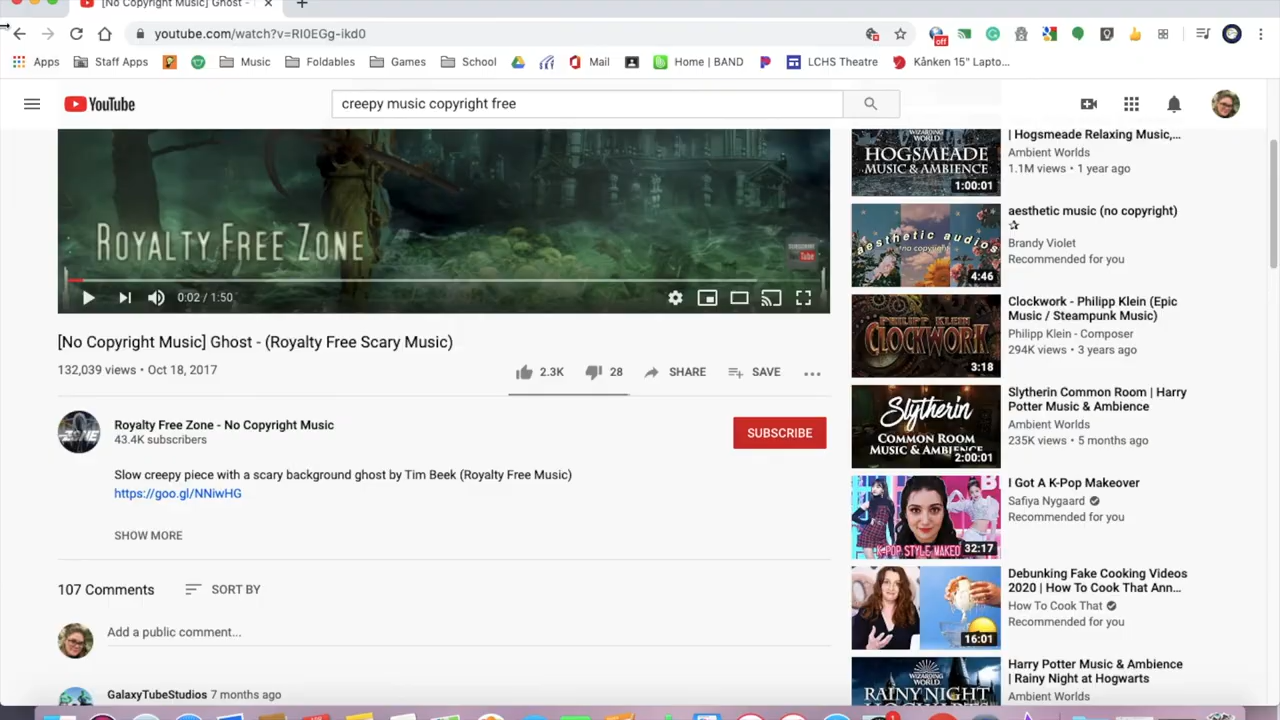 [No Copyright Music] Ghost -
youtube.com/watch?v=RI0EGg-ikd0
off
Apps
Staff Apps
Music
Foldables
Games
School
Mail
Home | BAND
LCHS Theatre
Kånken 15" Lapto...
YouTube
creepy music copyright free
ROYALTY FREE ZONE
0:02 / 1:50
[No Copyright Music] Ghost - (Royalty Free Scary Music)
132,039 views • Oct 18, 2017
2.3K
28
SHARE
SAVE
Royalty Free Zone - No Copyright Music
43.4K subscribers
SUBSCRIBE
Slow creepy piece with a scary background ghost by Tim Beek (Royalty Free Music)
https://goo.gl/NNiwHG
SHOW MORE
107 Comments
SORT BY
Add a public comment...
GalaxyTubeStudios 7 months ago
WIZARDING
WORLD
HOGSMEADE
MUSIC & AMBIENCE
1:00:01
| Hogsmeade Relaxing Music,...
Ambient Worlds
1.1M views • 1 year ago
aesthetic audios
no copyright
4:46
aesthetic music (no copyright)
☆
Brandy Violet
Recommended for you
PHILIPP KLEIN
CLOCKWORK
3:18
Clockwork - Philipp Klein (Epic
Music / Steampunk Music)
Philipp Klein - Composer
294K views • 3 years ago
Slytherin
COMMON ROOM
MUSIC & AMBIENCE
2:00:01
Slytherin Common Room | Harry
Potter Music & Ambience
Ambient Worlds
235K views • 5 months ago
K-POP STYLE MAKED
32:17
I Got A K-Pop Makeover
Safiya Nygaard
Recommended for you
16:01
Debunking Fake Cooking Videos
2020 | How To Cook That Ann...
How To Cook That
Recommended for you
WIZARDING
WORLD
RAINY NIGHT
Harry Potter Music & Ambience
| Rainy Night at Hogwarts
Ambient Worlds